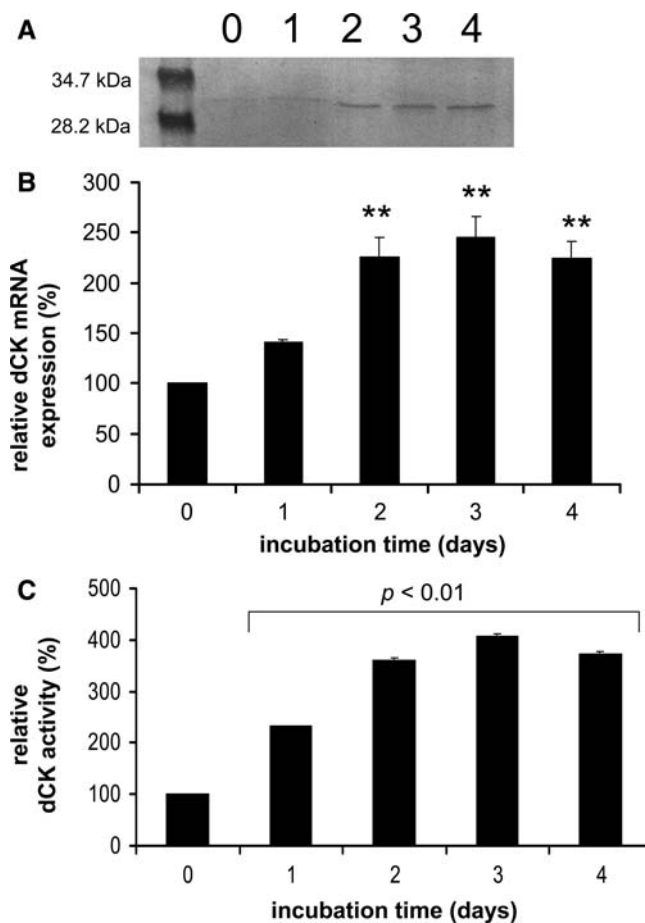 A
0 1 2 3 4
34.7 kDa
28.2 kDa
B
relative dCK mRNA
expression (%)
300
250
200
150
100
50
0
** ** **
0 1 2 3 4
incubation time (days)
C
relative
dCK activity (%)
500
400
300
200
100
0
p < 0.01
0 1 2 3 4
incubation time (days)